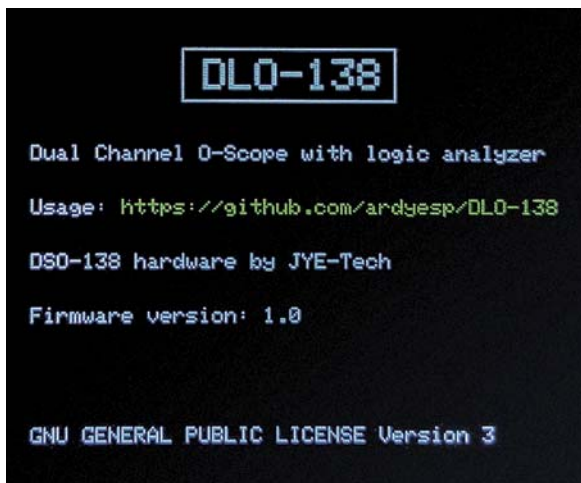 DLO-138
Dual Channel O-Scope with logic analyzer
Usage: https://github.com/ardyesp/DLO-138
DSO-138 hardware by JYE-Tech
Firmware version: 1.0
GNU GENERAL PUBLIC LICENSE Version 3